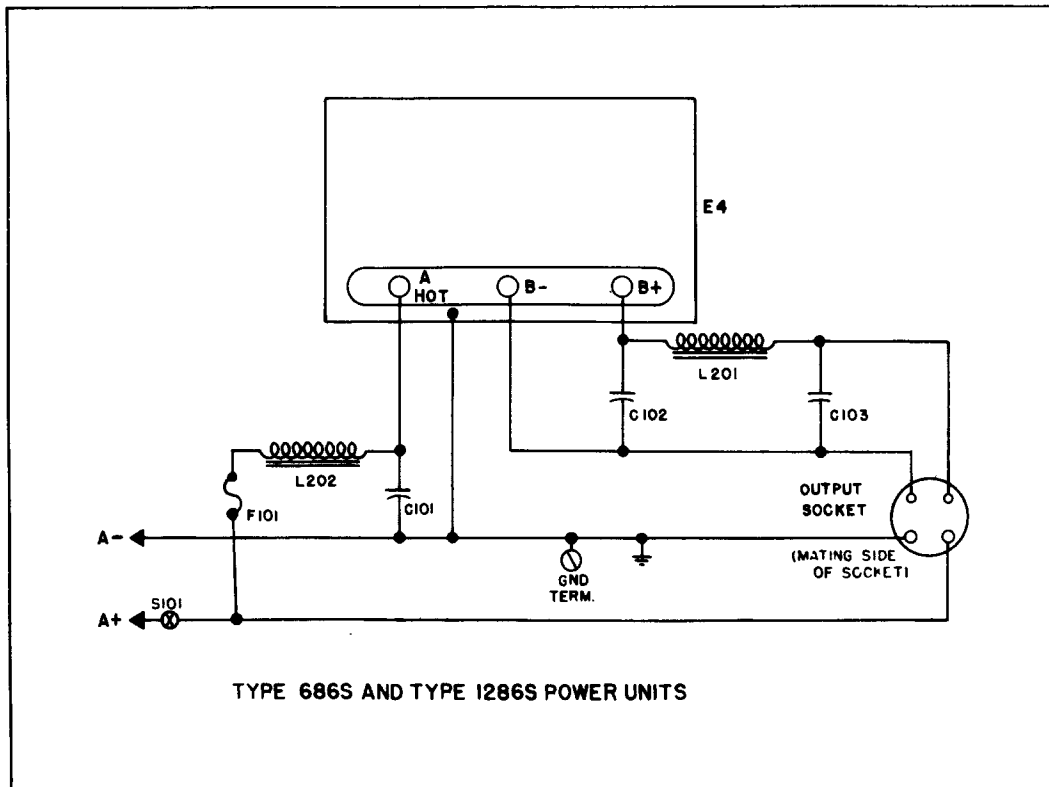 E4
A
HOT
B-
B+
L201
C102
C103
L202
C101
F101
OUTPUT
SOCKET
A-
(MATING SIDE
OF SOCKET)
GND
TERM.
S101
A+
TYPE 686S AND TYPE 1286S POWER UNITS